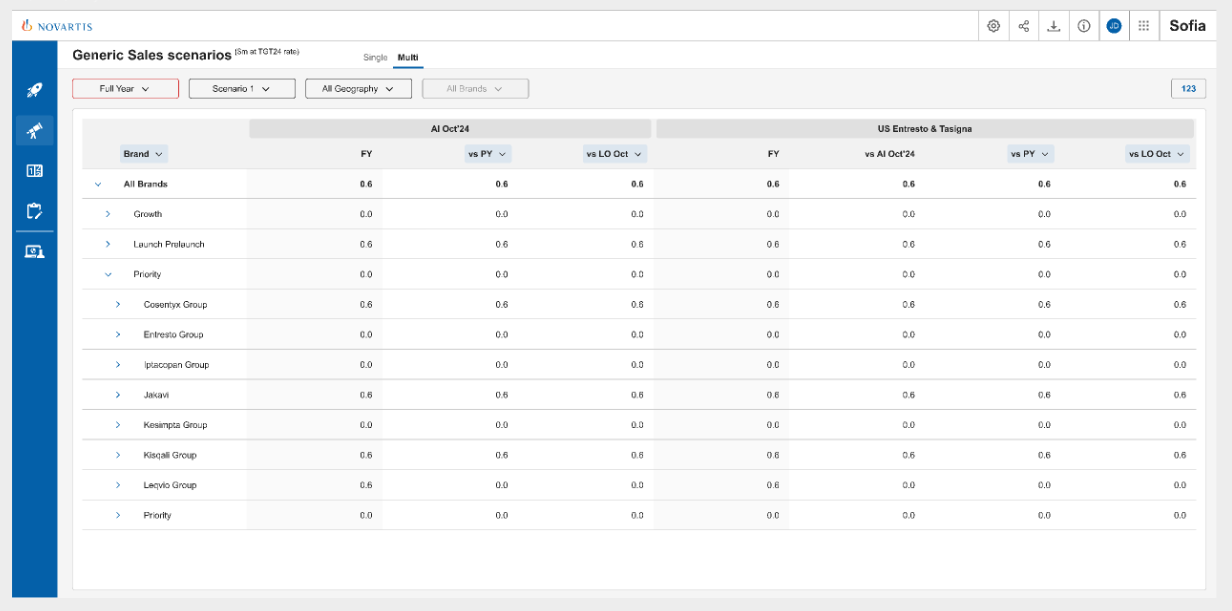 NOVARTIS
JD
Sofia
Generic Sales scenarios ($m at TGT24 rate)
Single Multi
Full Year Scenario 1 All Geography All Brands 123
AI Oct'24 US Entresto & Tasigna
Brand FY vs PY vs LO Oct FY vs AI Oct'24 vs PY vs LO Oct
All Brands 0.6 0.6 0.6 0.6 0.6 0.6 0.6
Growth 0.0 0.0 0.0 0.0 0.0 0.0 0.0
Launch Prelaunch 0.6 0.6 0.6 0.6 0.6 0.6 0.6
Priority 0.0 0.0 0.0 0.0 0.0 0.0 0.0
Cosentyx Group 0.6 0.6 0.6 0.6 0.6 0.6 0.6
Entresto Group 0.0 0.0 0.0 0.0 0.0 0.0 0.0
Iptacopan Group 0.0 0.0 0.0 0.0 0.0 0.0 0.0
Jakavi 0.6 0.6 0.6 0.6 0.6 0.6 0.6
Kesimpta Group 0.0 0.0 0.0 0.0 0.0 0.0 0.0
Kisqali Group 0.6 0.6 0.6 0.6 0.6 0.6 0.6
Leqvio Group 0.6 0.0 0.0 0.6 0.0 0.0 0.0
Priority 0.0 0.0 0.0 0.0 0.0 0.0 0.0